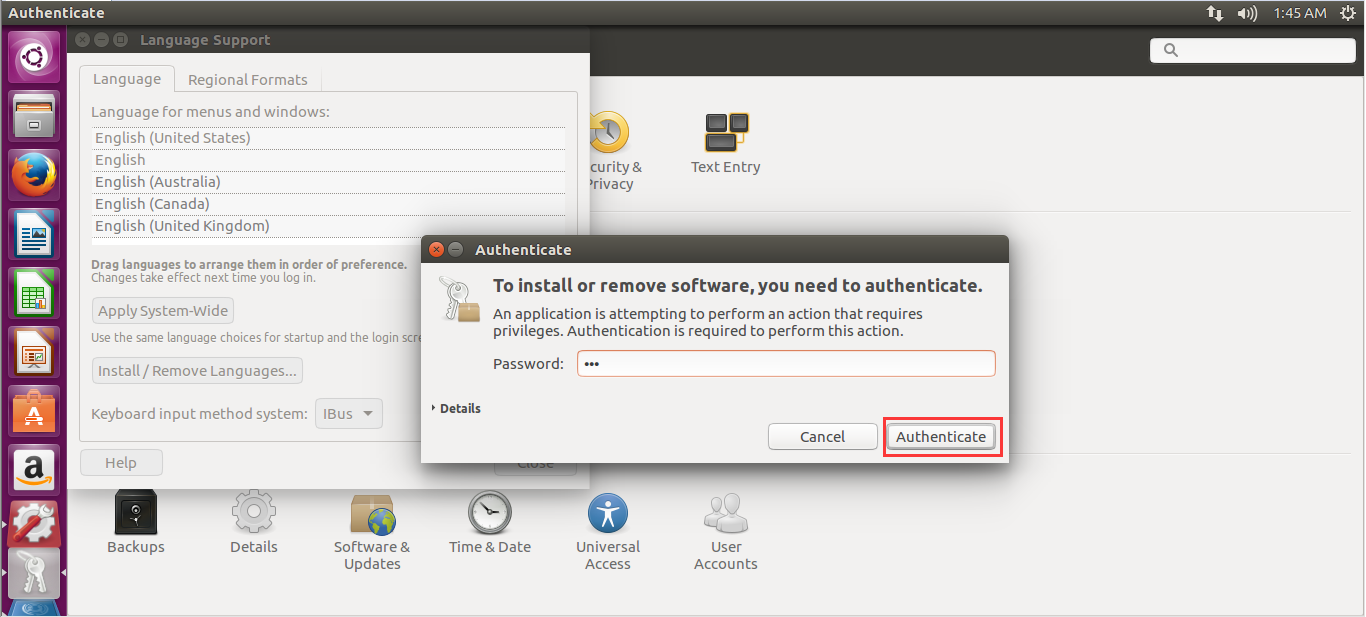 Authenticate
1:45 AM
Language Support
Language
Regional Formats
Language for menus and windows:
English (United States)
English
English (Australia)
English (Canada)
English (United Kingdom)
Drag languages to arrange them in order of preference.
Changes take effect next time you log in.
Apply System-Wide
Use the same language choices for startup and the login scre
Install / Remove Languages...
Keyboard input method system:
IBus
Help
Close
curity &
Privacy
Text Entry
Authenticate
To install or remove software, you need to authenticate.
An application is attempting to perform an action that requires
privileges. Authentication is required to perform this action.
Password:
•••
Details
Cancel
Authenticate
Backups
Details
Software &
Updates
Time & Date
Universal
Access
User
Accounts